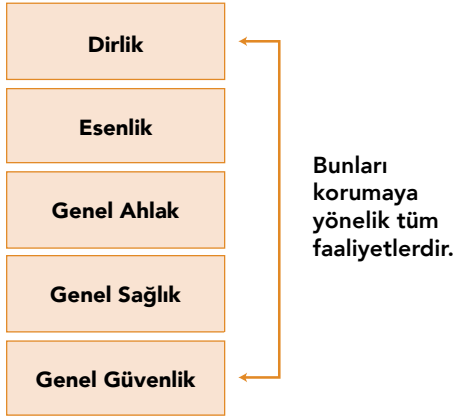 Dirlik
Esenlik
Genel Ahlak
Genel Sağlık
Genel Güvenlik
Bunları
korumaya
yönelik tüm
faaliyetlerdir.